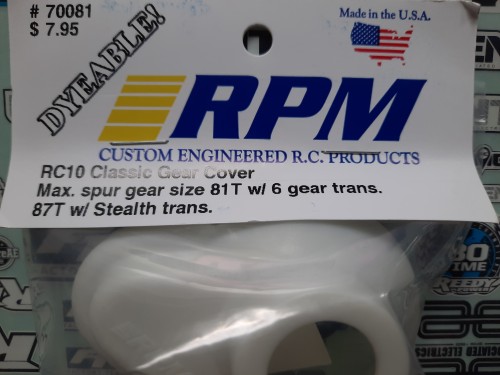 # 70081
$ 7.95
DYEABLE!
Made in the U.S.A.
RPM
CUSTOM ENGINEERED R.C. PRODUCTS
RC10 Classic Gear Cover
Max. spur gear size 81T w/ 6 gear trans.
87T w/ Stealth trans.
REEDY